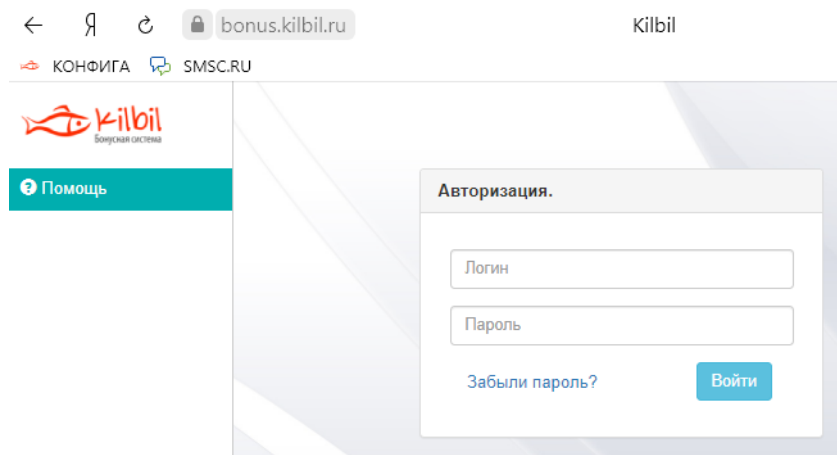 Я bonus.kilbil.ru Kilbil
КОНФИГА SMSC.RU
Kilbil
Бонусная система
Помощь
Авторизация.
Логин
Пароль
Забыли пароль? Войти